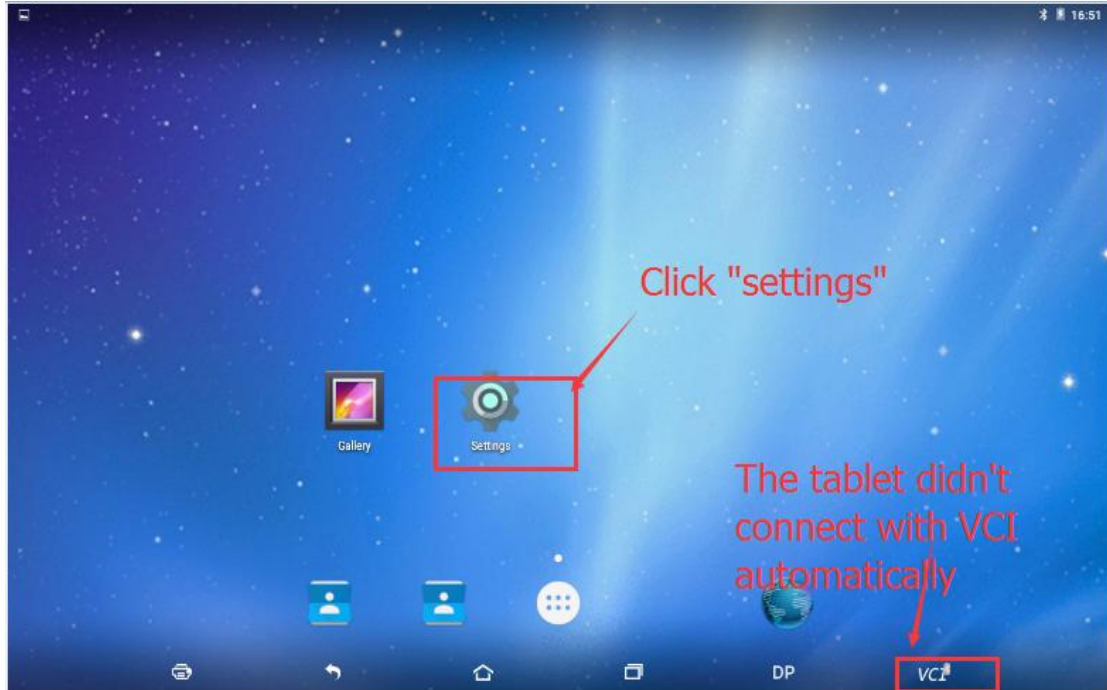 16:51
Click "settings"
Gallery
Settings
The tablet didn't
connect with VCI
automatically
DP
VCI